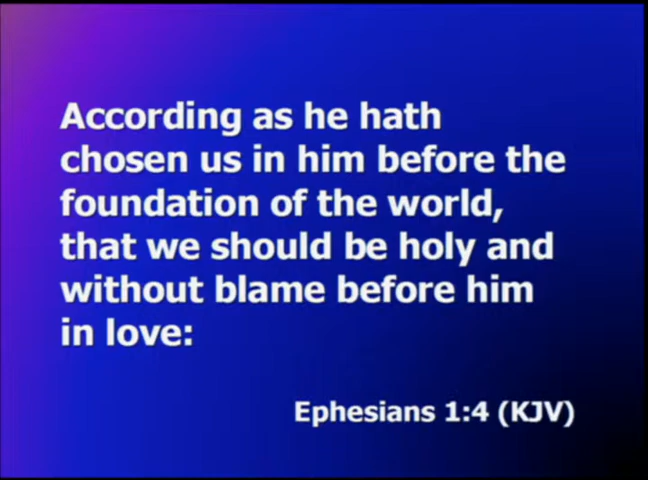 According as he hath
chosen us in him before the
foundation of the world,
that we should be holy and
without blame before him
in love:
Ephesians 1:4 (KJV)